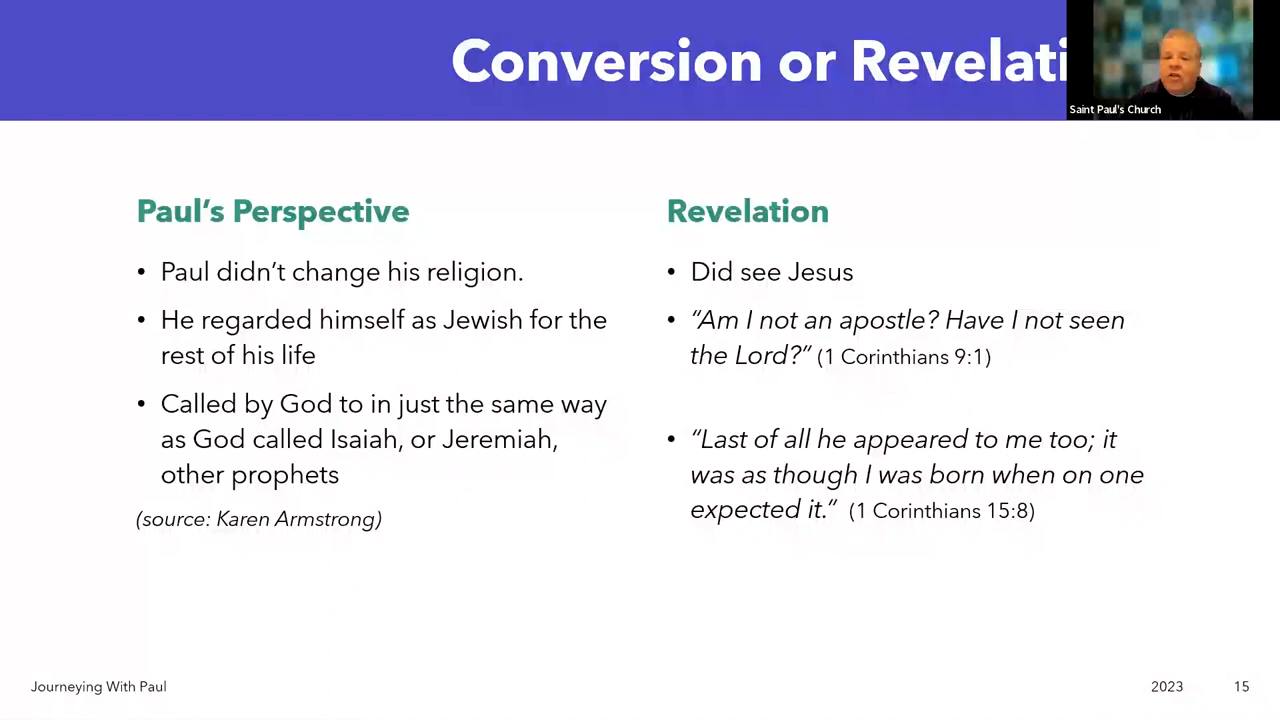 Conversion or Revelati
Saint Paul's Church
Paul’s Perspective
• Paul didn’t change his religion.
• He regarded himself as Jewish for the
rest of his life
• Called by God to in just the same way
as God called Isaiah, or Jeremiah,
other prophets
(source: Karen Armstrong)
Revelation
• Did see Jesus
• “Am I not an apostle? Have I not seen
the Lord?” (1 Corinthians 9:1)
• “Last of all he appeared to me too; it
was as though I was born when on one
expected it.” (1 Corinthians 15:8)
Journeying With Paul
2023
15